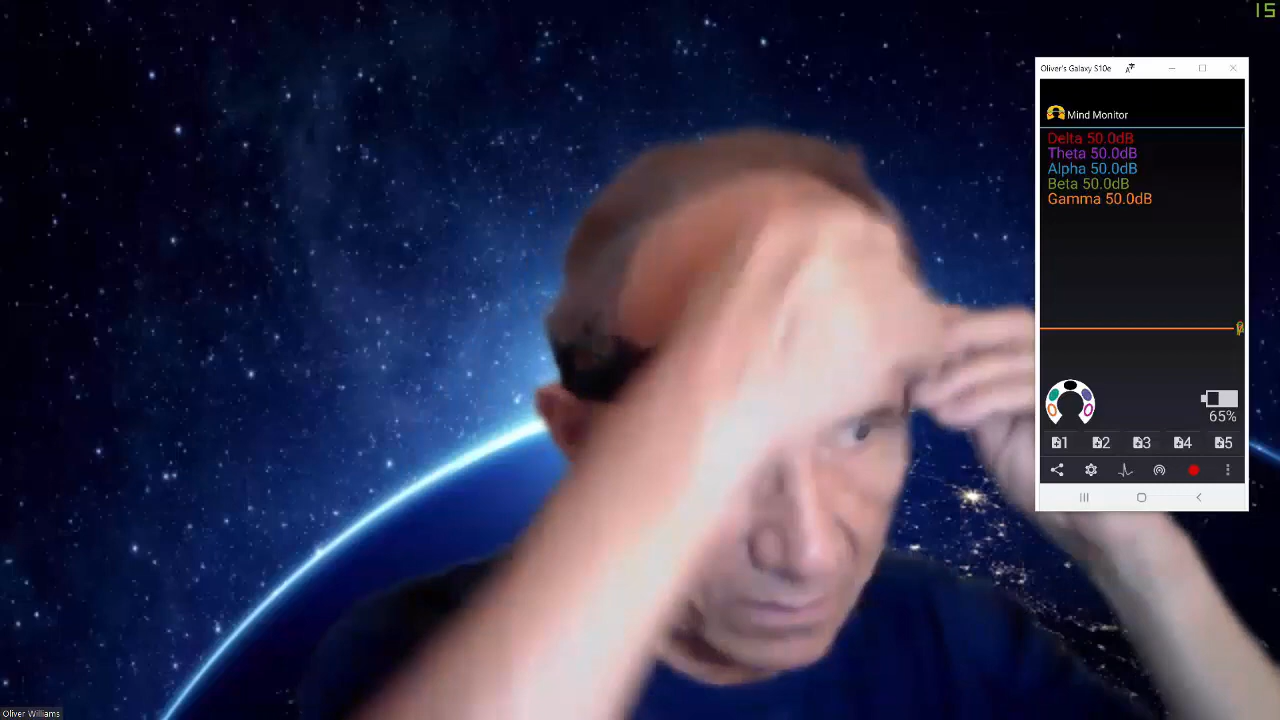 15
Oliver's Galaxy S10e
Mind Monitor
Delta 50.0dB
Theta 50.0dB
Alpha 50.0dB
Beta 50.0dB
Gamma 50.0dB
65%
1 2 3 4 5
Oliver Williams